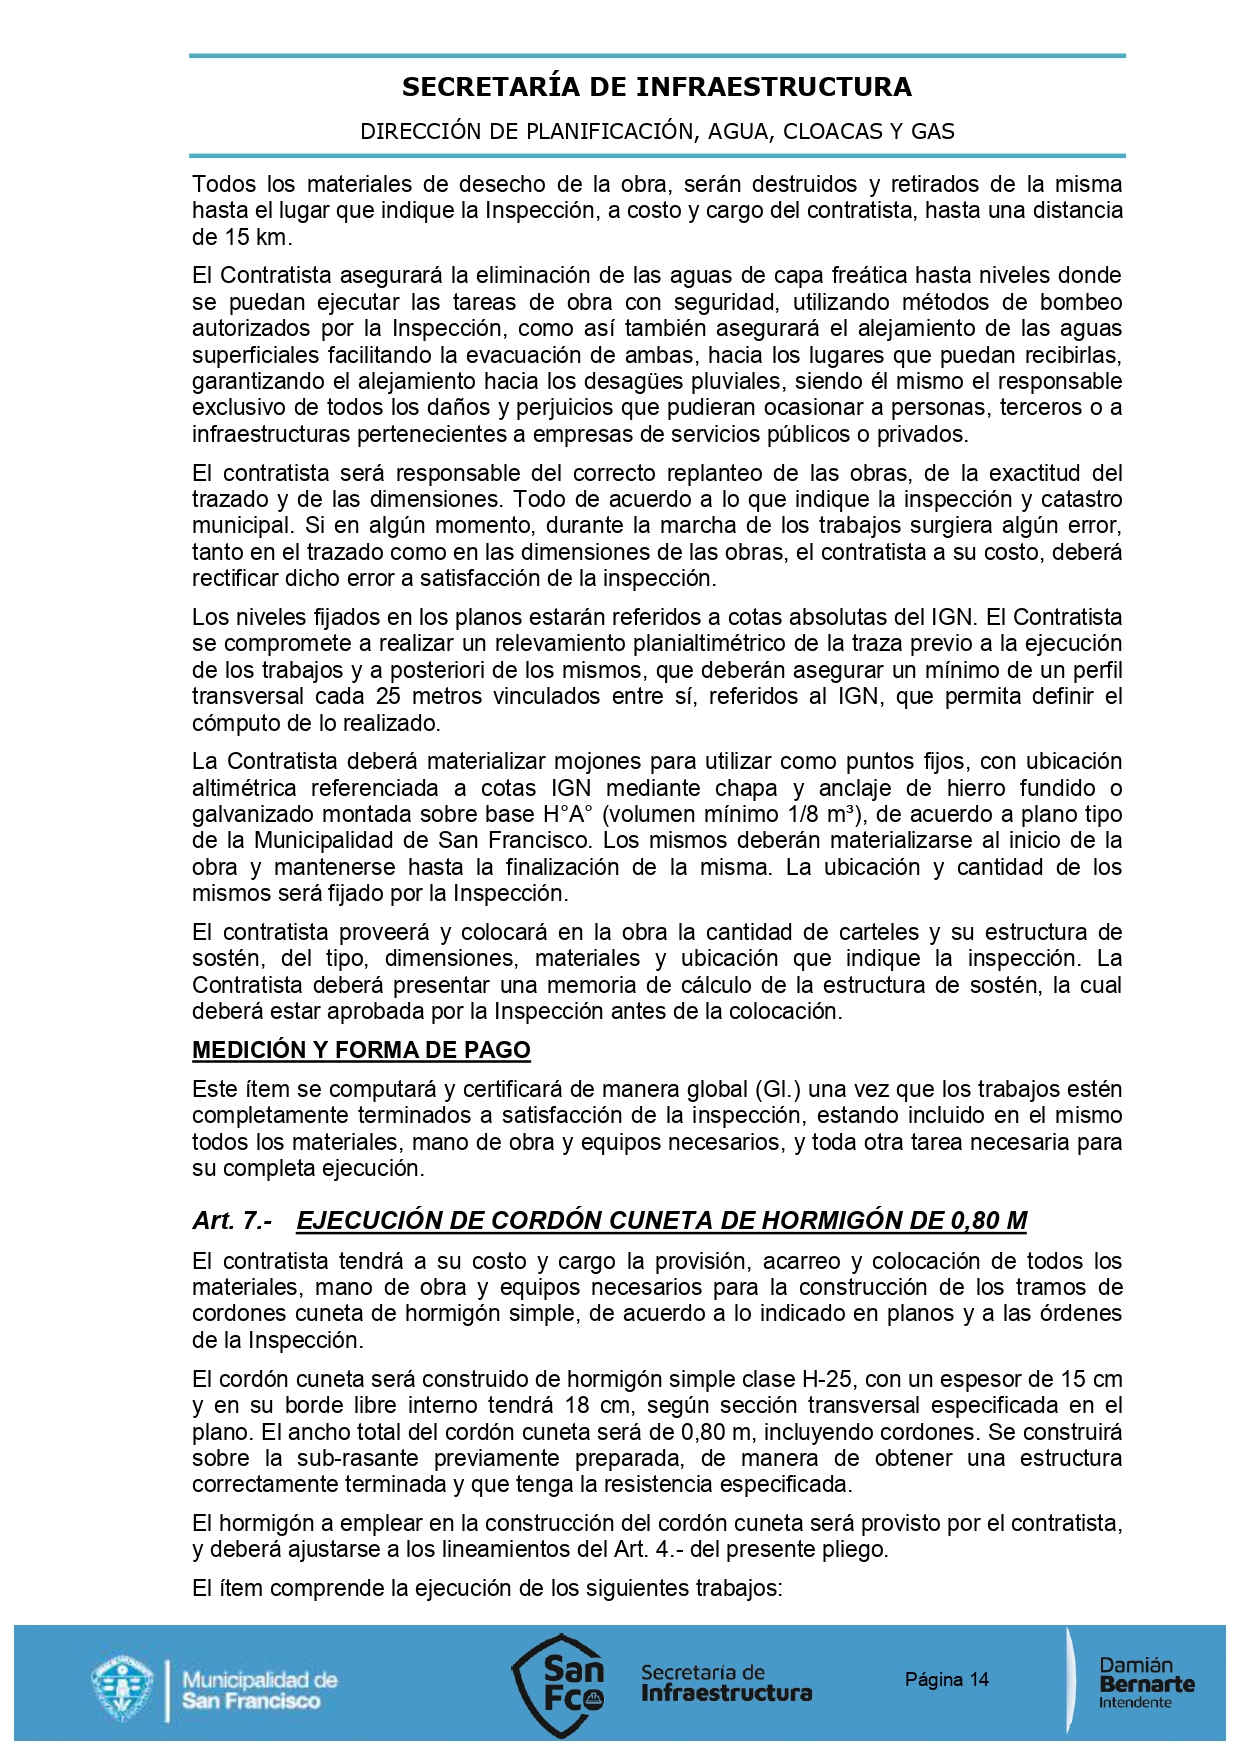 SECRETARÍA DE INFRAESTRUCTURA
DIRECCIÓN DE PLANIFICACIÓN, AGUA, CLOACAS Y GAS
Todos los materiales de desecho de la obra, serán destruidos y retirados de la misma
hasta el lugar que indique la Inspección, a costo y cargo del contratista, hasta una distancia
de 15 km.
El Contratista asegurará la eliminación de las aguas de capa freática hasta niveles donde
se puedan ejecutar las tareas de obra con seguridad, utilizando métodos de bombeo
autorizados por la Inspección, como así también asegurará el alejamiento de las aguas
superficiales facilitando la evacuación de ambas, hacia los lugares que puedan recibirlas,
garantizando el alejamiento hacia los desagües pluviales, siendo él mismo el responsable
exclusivo de todos los daños y perjuicios que pudieran ocasionar a personas, terceros o a
infraestructuras pertenecientes a empresas de servicios públicos o privados.
El contratista será responsable del correcto replanteo de las obras, de la exactitud del
trazado y de las dimensiones. Todo de acuerdo a lo que indique la inspección y catastro
municipal. Si en algún momento, durante la marcha de los trabajos surgiera algún error,
tanto en el trazado como en las dimensiones de las obras, el contratista a su costo, deberá
rectificar dicho error a satisfacción de la inspección.
Los niveles fijados en los planos estarán referidos a cotas absolutas del IGN. El Contratista
se compromete a realizar un relevamiento planialtimétrico de la traza previo a la ejecución
de los trabajos y a posteriori de los mismos, que deberán asegurar un mínimo de un perfil
transversal cada 25 metros vinculados entre sí, referidos al IGN, que permita definir el
cómputo de lo realizado.
La Contratista deberá materializar mojones para utilizar como puntos fijos, con ubicación
altimétrica referenciada a cotas IGN mediante chapa y anclaje de hierro fundido o
galvanizado montada sobre base H°A° (volumen mínimo 1/8 m³), de acuerdo a plano tipo
de la Municipalidad de San Francisco. Los mismos deberán materializarse al inicio de la
obra y mantenerse hasta la finalización de la misma. La ubicación y cantidad de los
mismos será fijado por la Inspección.
El contratista proveerá y colocará en la obra la cantidad de carteles y su estructura de
sostén, del tipo, dimensiones, materiales y ubicación que indique la inspección. La
Contratista deberá presentar una memoria de cálculo de la estructura de sostén, la cual
deberá estar aprobada por la Inspección antes de la colocación.
MEDICIÓN Y FORMA DE PAGO
Este ítem se computará y certificará de manera global (Gl.) una vez que los trabajos estén
completamente terminados a satisfacción de la inspección, estando incluido en el mismo
todos los materiales, mano de obra y equipos necesarios, y toda otra tarea necesaria para
su completa ejecución.
Art. 7.- EJECUCIÓN DE CORDÓN CUNETA DE HORMIGÓN DE 0,80 M
El contratista tendrá a su costo y cargo la provisión, acarreo y colocación de todos los
materiales, mano de obra y equipos necesarios para la construcción de los tramos de
cordones cuneta de hormigón simple, de acuerdo a lo indicado en planos y a las órdenes
de la Inspección.
El cordón cuneta será construido de hormigón simple clase H-25, con un espesor de 15 cm
y en su borde libre interno tendrá 18 cm, según sección transversal especificada en el
plano. El ancho total del cordón cuneta será de 0,80 m, incluyendo cordones. Se construirá
sobre la sub-rasante previamente preparada, de manera de obtener una estructura
correctamente terminada y que tenga la resistencia especificada.
El hormigón a emplear en la construcción del cordón cuneta será provisto por el contratista,
y deberá ajustarse a los lineamientos del Art. 4.- del presente pliego.
El ítem comprende la ejecución de los siguientes trabajos:
Municipalidad de
San Francisco
San
Fco
Secretaría de
Infraestructura
Página 14
Damián
Bernarte
Intendente